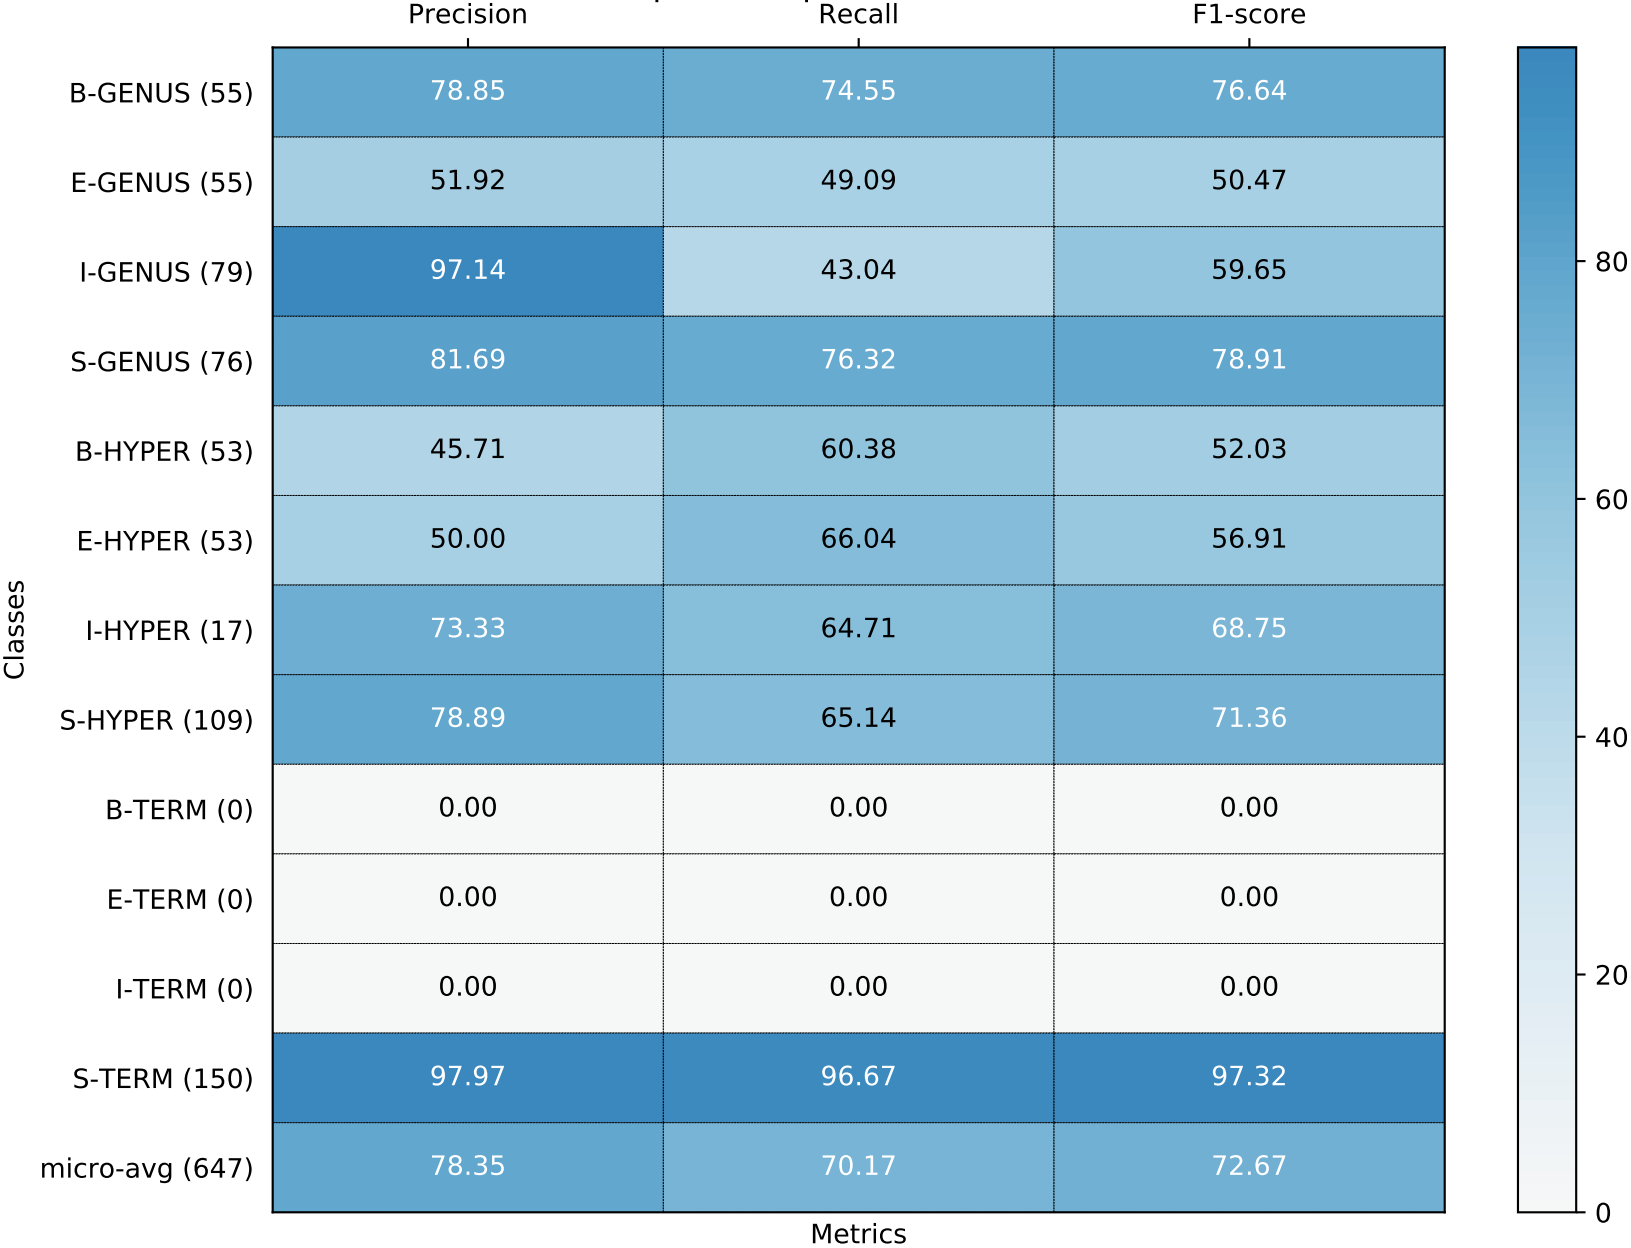 Precision Recall F1-score
B-GENUS (55) 78.85 74.55 76.64
E-GENUS (55) 51.92 49.09 50.47
I-GENUS (79) 97.14 43.04 59.65
80
S-GENUS (76) 81.69 76.32 78.91
B-HYPER (53) 45.71 60.38 52.03
60
E-HYPER (53) 50.00 66.04 56.91
Classes
I-HYPER (17) 73.33 64.71 68.75
S-HYPER (109) 78.89 65.14 71.36
40
B-TERM (0) 0.00 0.00 0.00
E-TERM (0) 0.00 0.00 0.00
20
I-TERM (0) 0.00 0.00 0.00
S-TERM (150) 97.97 96.67 97.32
micro-avg (647) 78.35 70.17 72.67
0
Metrics